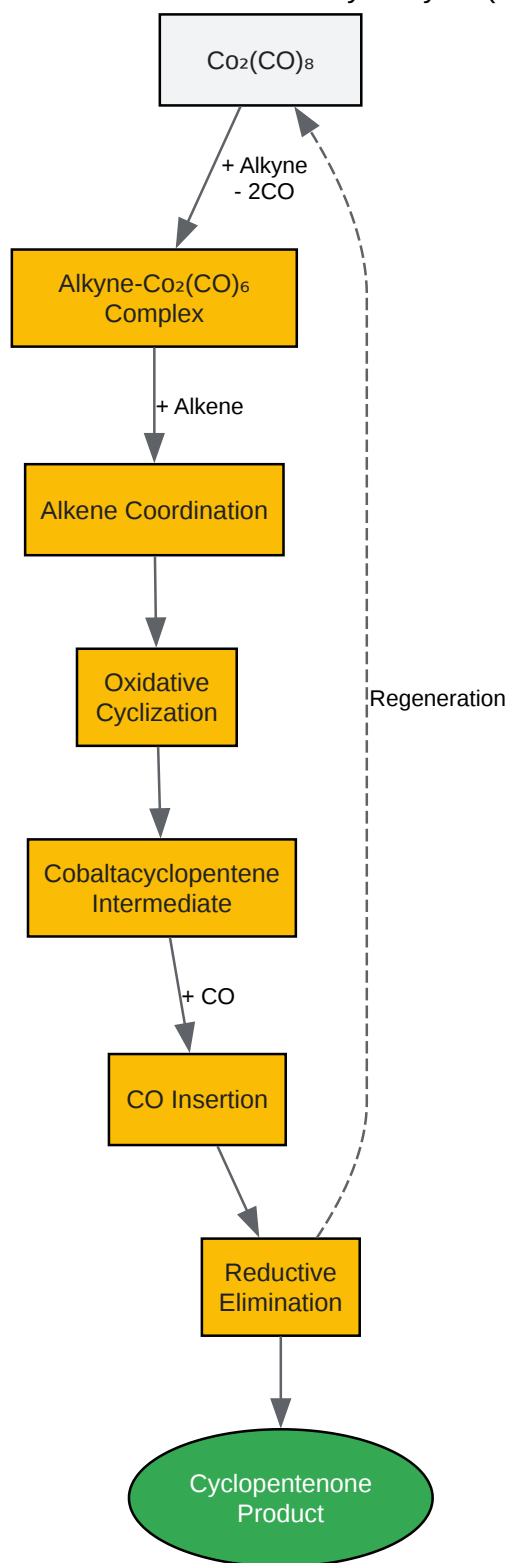 Co₂(CO)₈
+ Alkyne
- 2CO
Alkyne-Co₂(CO)₆
Complex
+ Alkene
Alkene Coordination
Oxidative
Cyclization
Regeneration
Cobaltacyclopentene
Intermediate
+ CO
CO Insertion
Reductive
Elimination
Cyclopentenone
Product